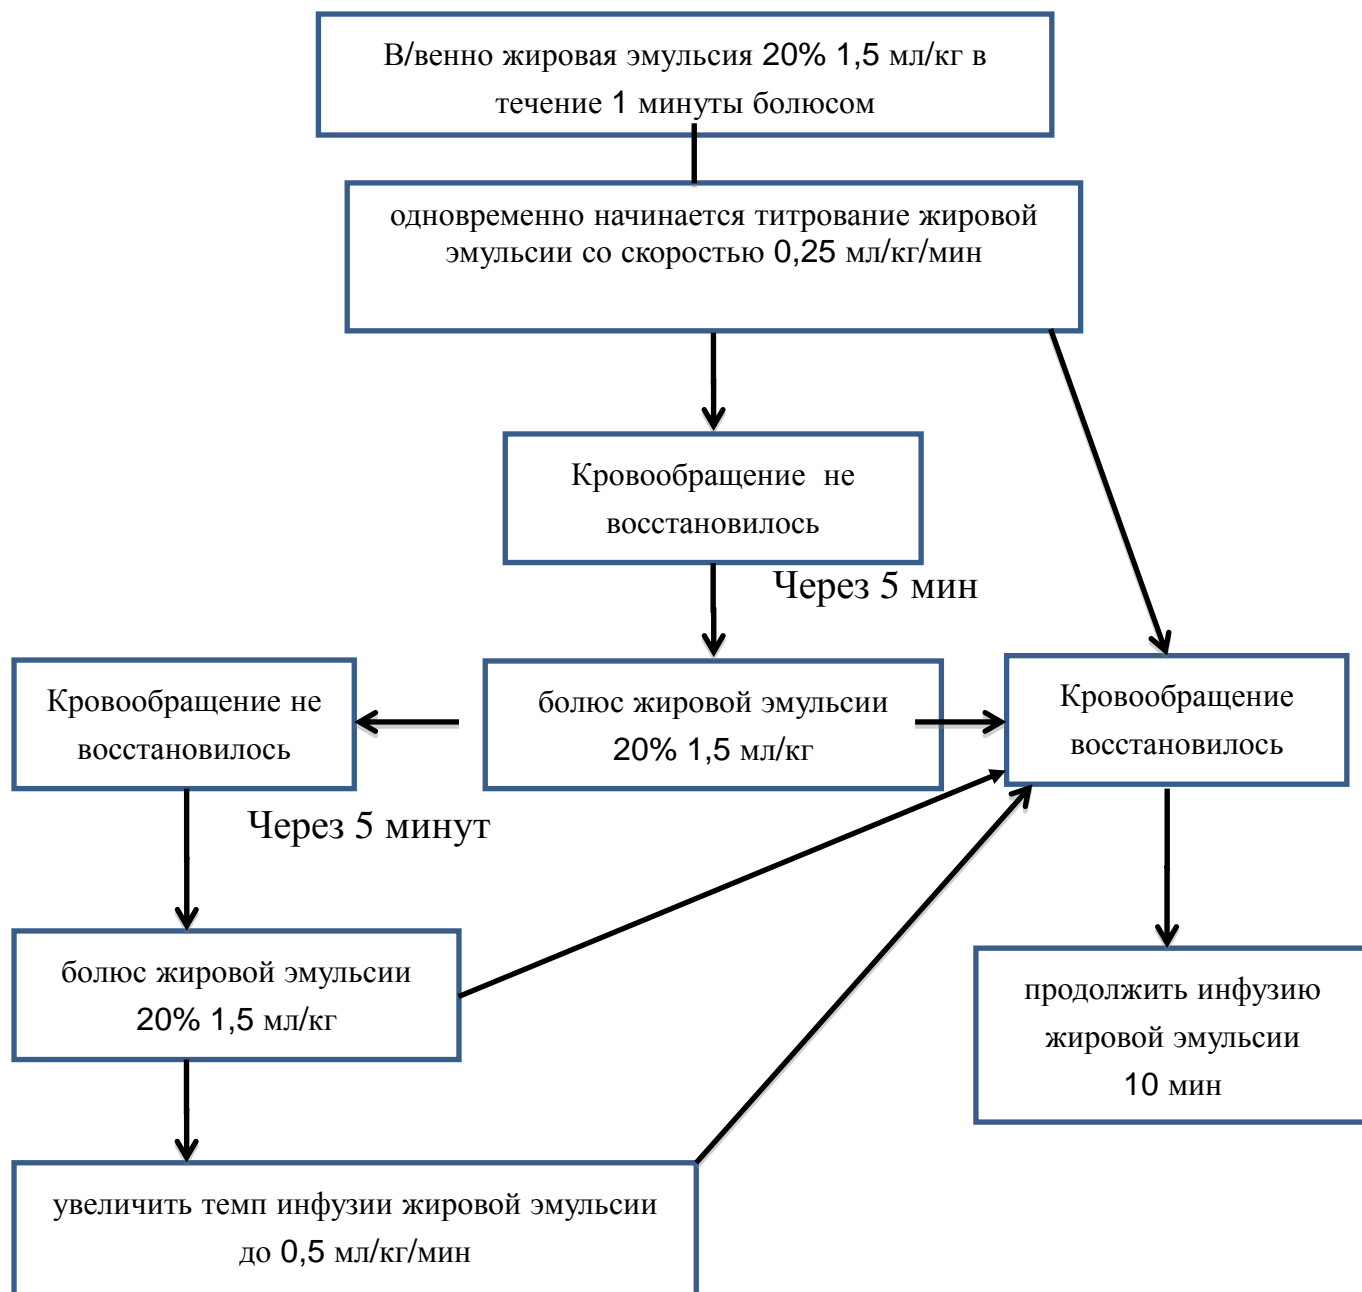 В/венно жировая эмульсия 20% 1,5 мл/кг в
течение 1 минуты болюсом
одновременно начинается титрование жировой
эмульсии со скоростью 0,25 мл/кг/мин
Кровообращение не
восстановилось
Через 5 мин
Кровообращение не
восстановилось
болюс жировой эмульсии
20% 1,5 мл/кг
Кровообращение
восстановилось
Через 5 минут
болюс жировой эмульсии
20% 1,5 мл/кг
продолжить инфузию
жировой эмульсии
10 мин
увеличить темп инфузии жировой эмульсии
до 0,5 мл/кг/мин